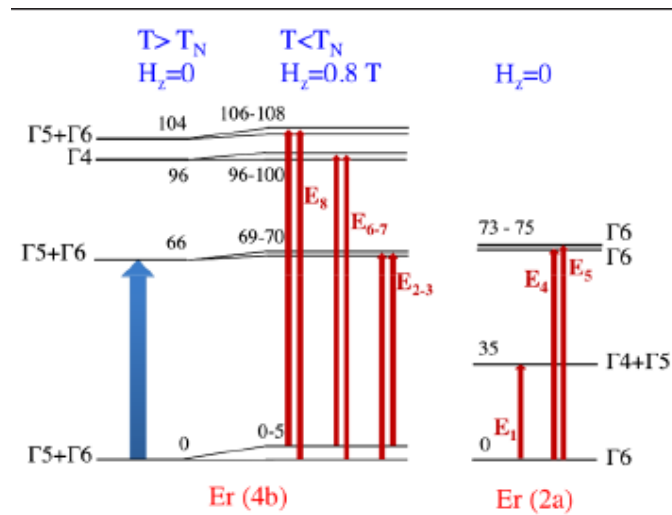 T> T_N T<T_N
H_z=0 H_z=0.8 T H_z=0
104 106-108
Γ5+Γ6
Γ4
96 96-100
E_8 E_6-7
66 69-70 73 - 75 Γ6
Γ5+Γ6 Γ6
E_2-3 E_4 E_5
35
Γ4+Γ5
0 0-5 E_1 0
Γ5+Γ6 Γ6
Er (4b) Er (2a)